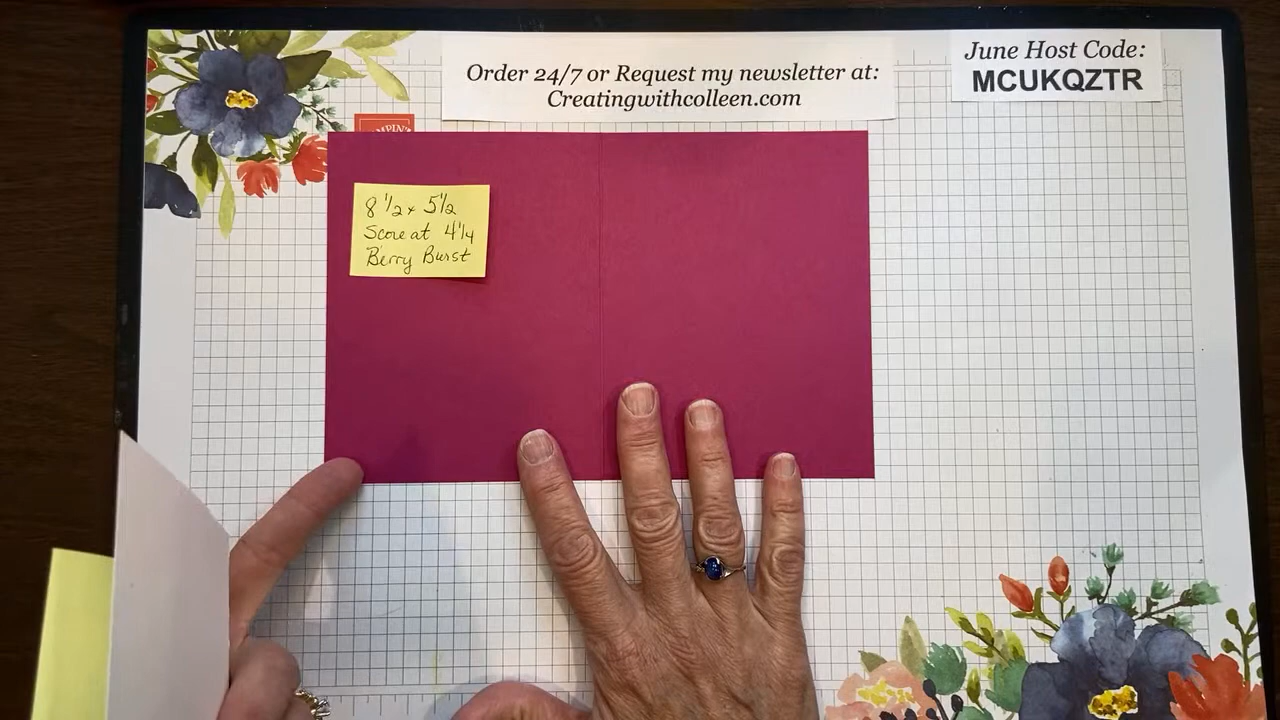 Order 24/7 or Request my newsletter at:
Creatingwithcolleen.com
June Host Code:
MCUKQZTR
8 1/2 x 5 1/2
Score at 4 1/4
Berry Burst